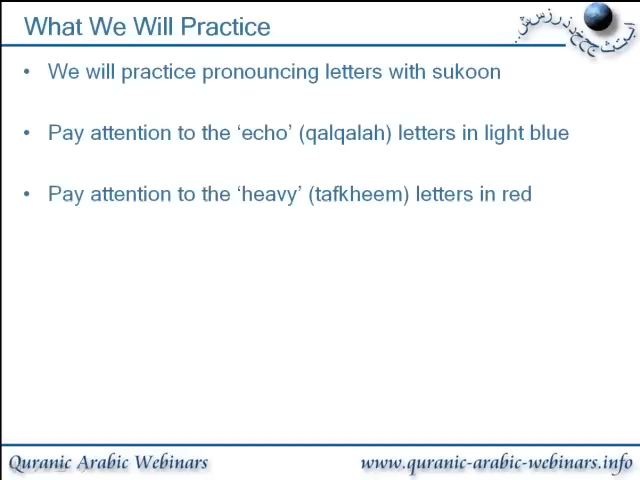 What We Will Practice
• We will practice pronouncing letters with sukoon
• Pay attention to the ‘echo’ (qalqalah) letters in light blue
• Pay attention to the ‘heavy’ (tafkheem) letters in red
Quranic Arabic Webinars
www.quranic-arabic-webinars.info